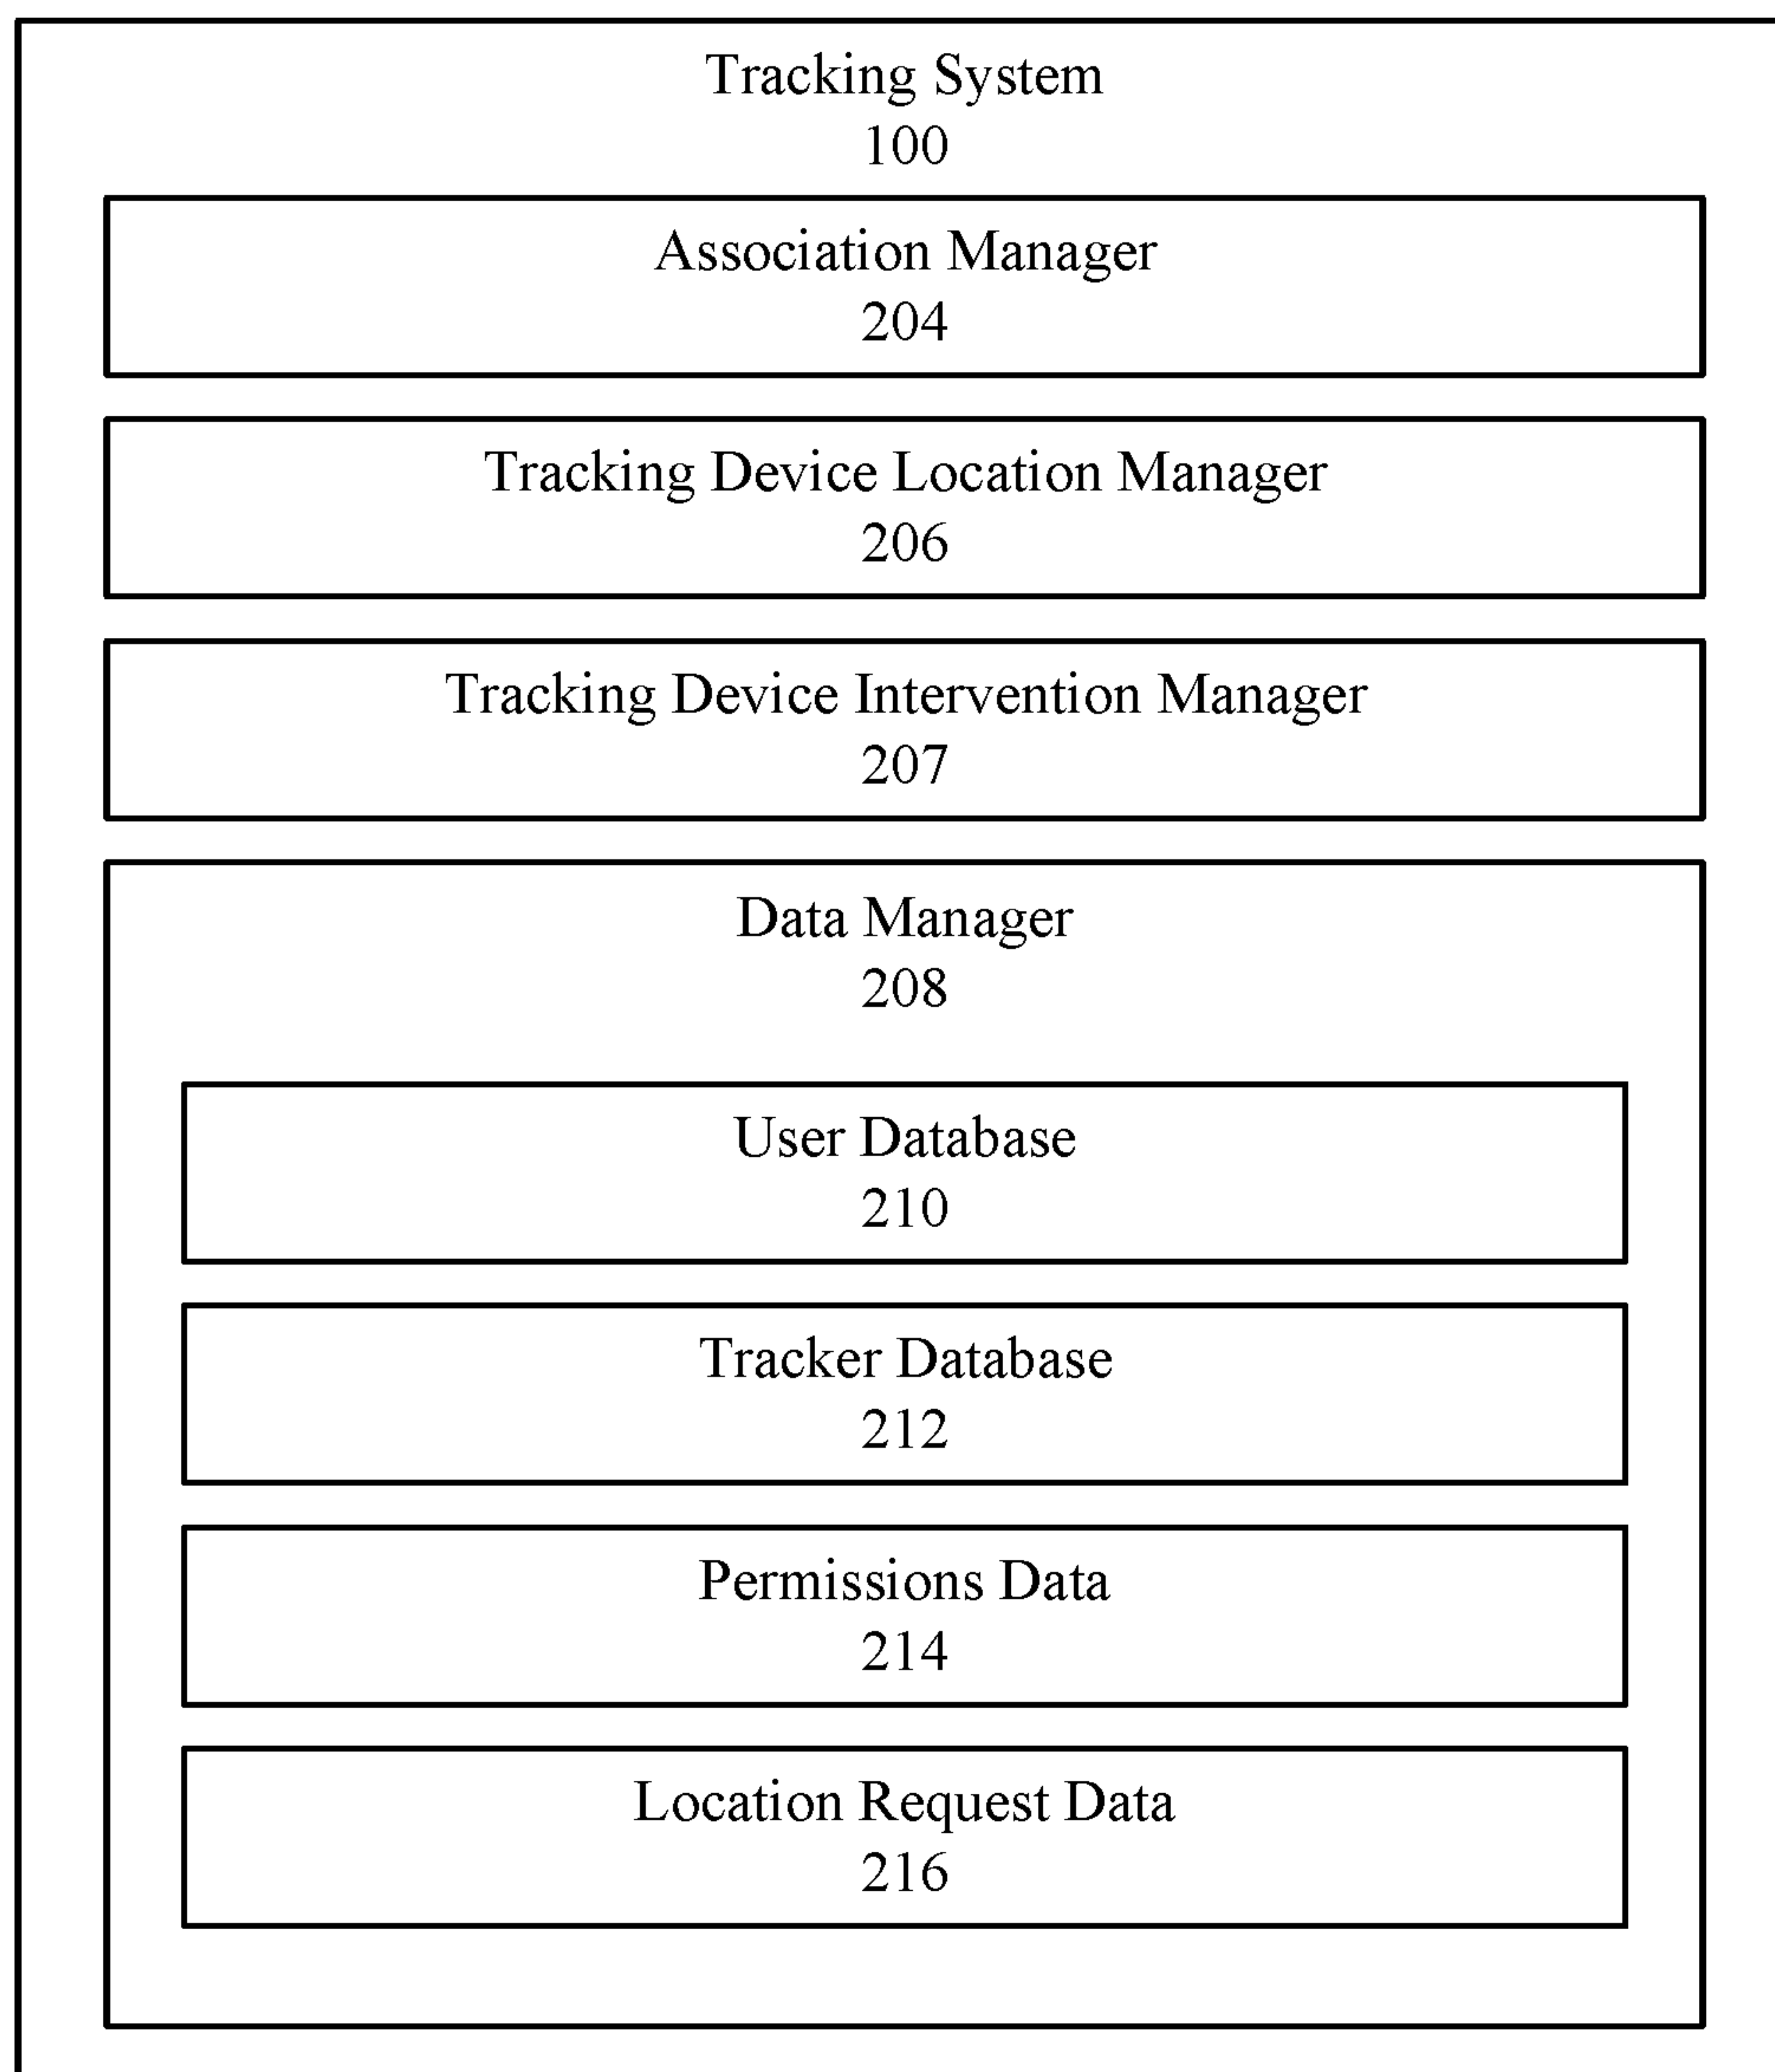 Tracking System
100
Association Manager
204
Tracking Device Location Manager
206
Tracking Device Intervention Manager
207
Data Manager
208
User Database
210
Tracker Database
212
Permissions Data
214
Location Request Data
216